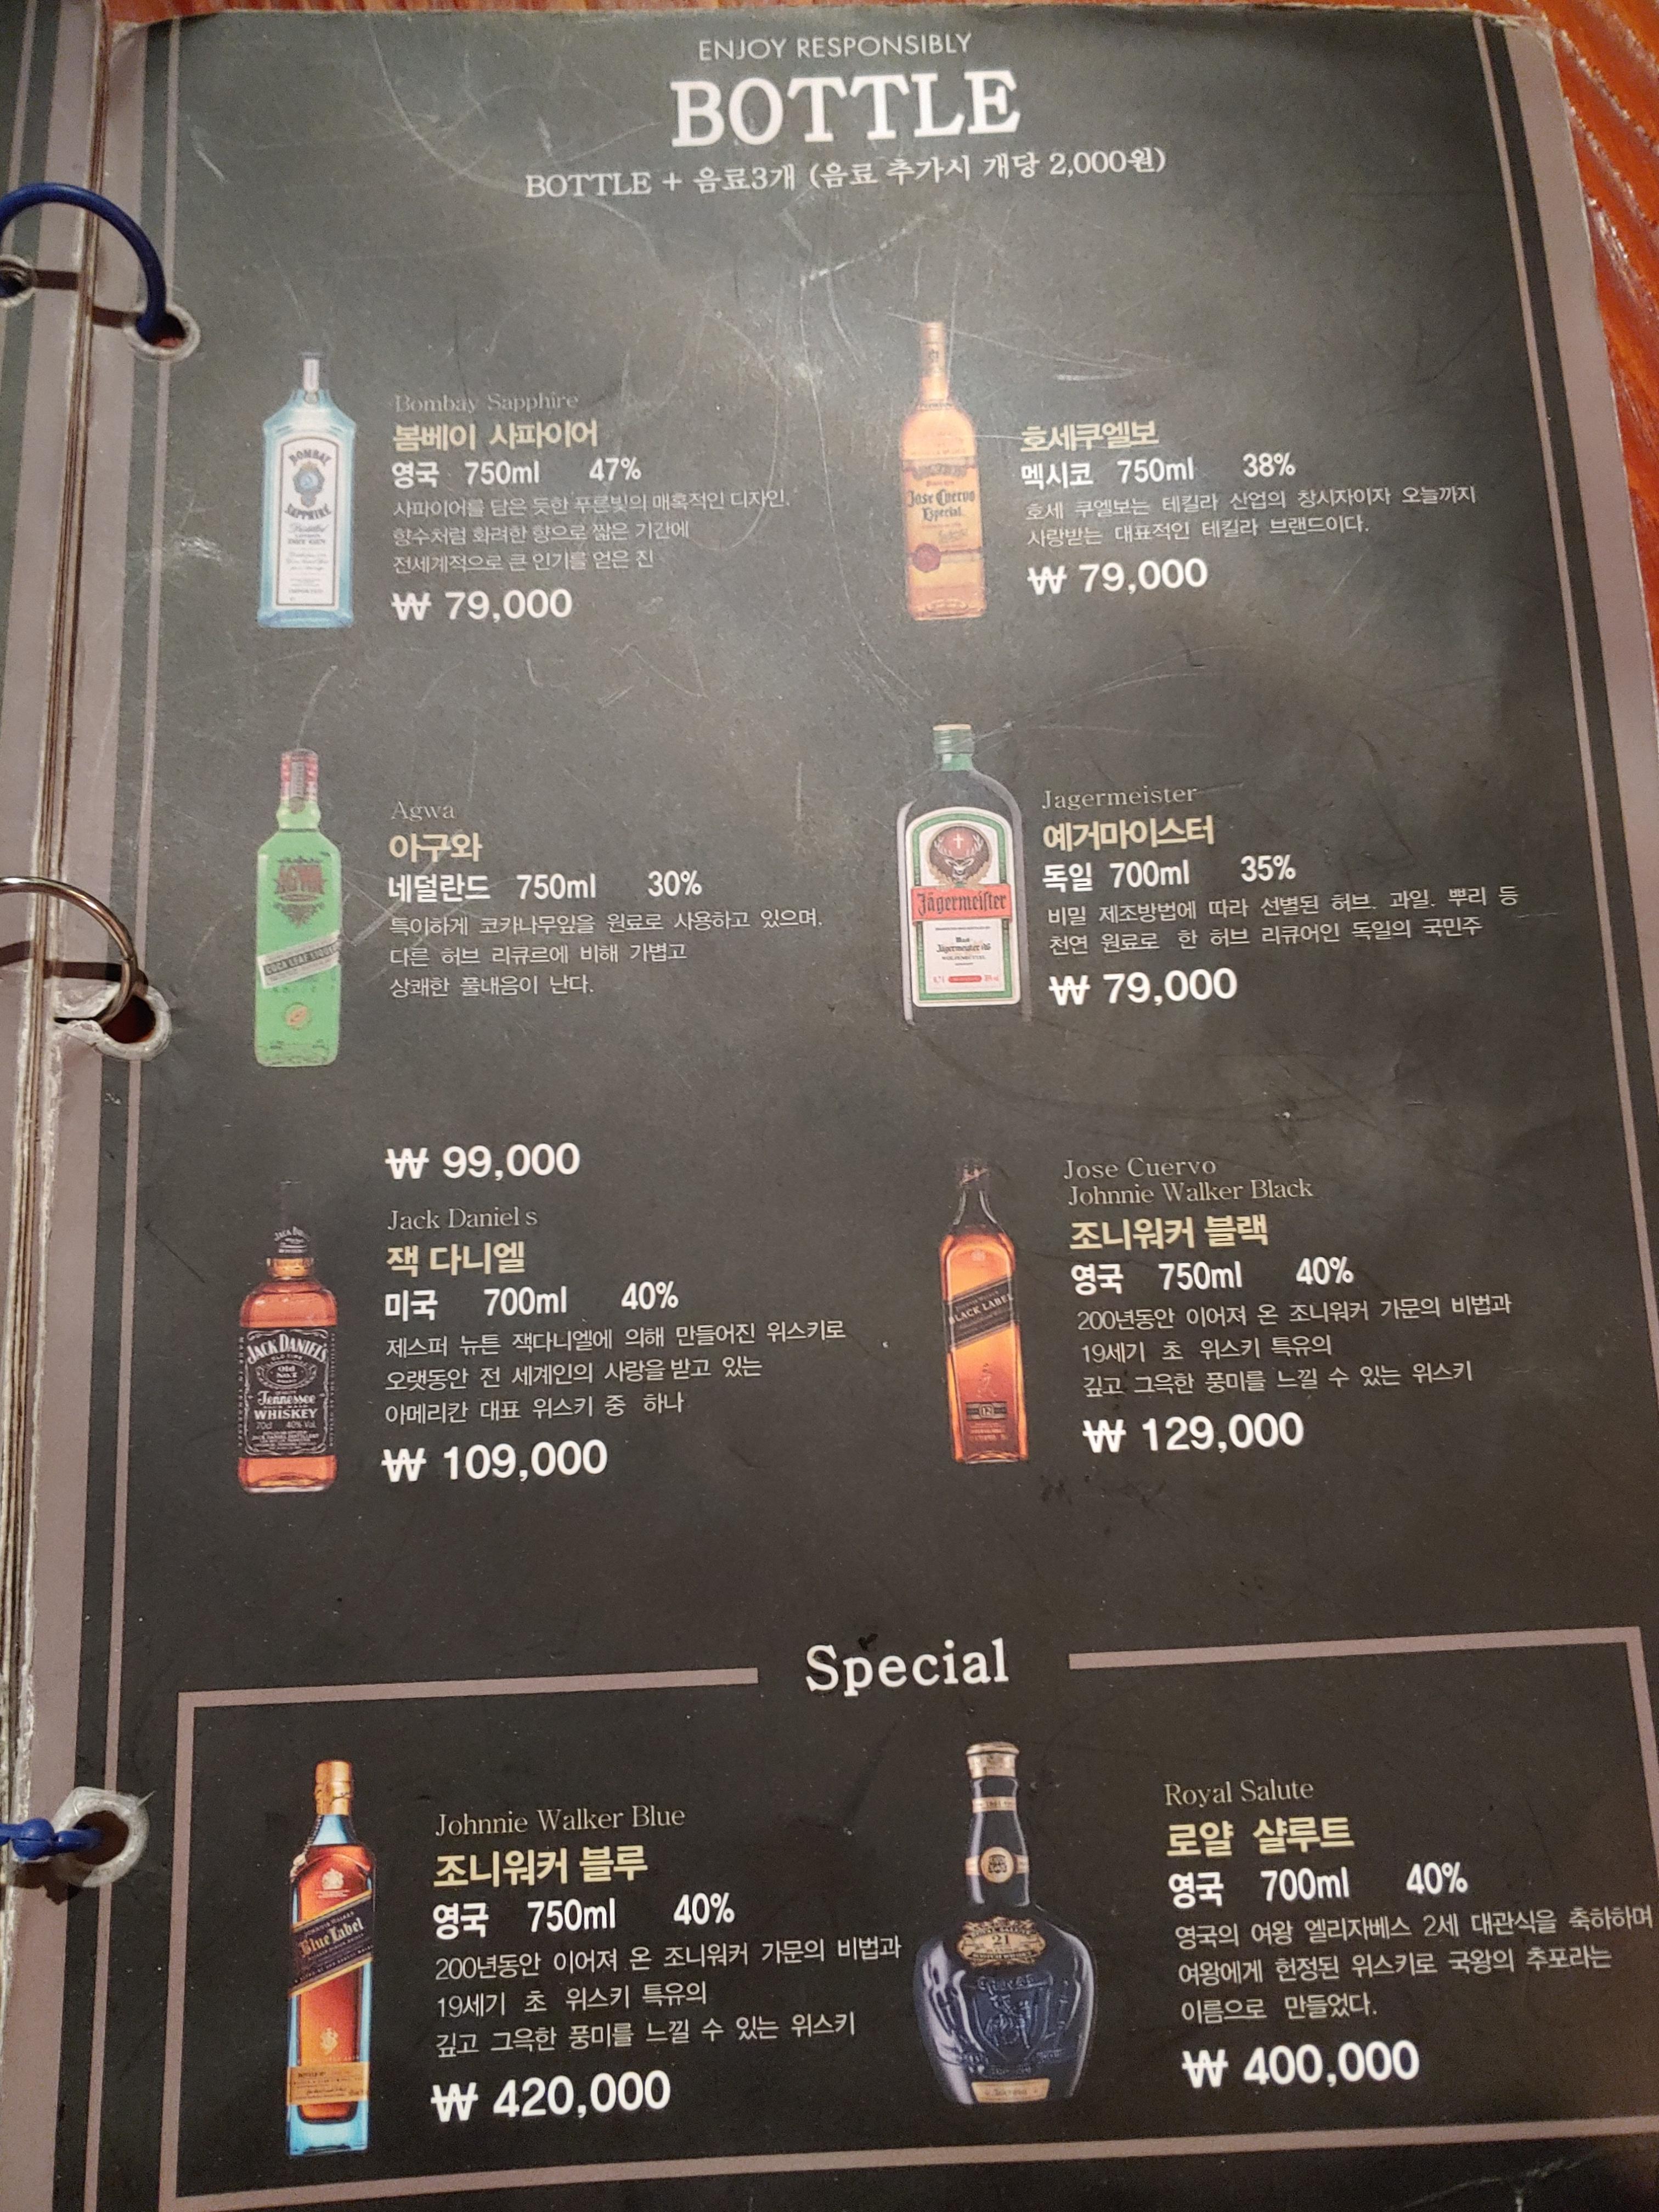 ENJOY RESPONSIBLY
BOTTLE
BOTTLE + 음료3개 (음료 추가시 개당 2,000원)
Bombay Sapphire
봄베이 사파이어
영국 750ml 47%
사파이어를 담은 듯한 푸른빛의 매혹적인 디자인.
향수처럼 화려한 향으로 짧은 기간에
전세계적으로 큰 인기를 얻은 진
₩ 79,000
BOMBAY
SAPPHIRE
호세쿠엘보
멕시코 750ml 38%
호세 쿠엘보는 테킬라 산업의 창시자이자 오늘까지
사랑받는 대표적인 테킬라 브랜드이다.
₩ 79,000
Jose Cuervo
Especial
Agwa
아구와
네덜란드 750ml 30%
특이하게 코카나무잎을 원료로 사용하고 있으며.
다른 허브 리큐르에 비해 가볍고
상쾌한 풀내음이 난다.
₩ 99,000
AGWA
COCA LEAF
Jagermeister
예거마이스터
독일 700ml 35%
비밀 제조방법에 따라 선별된 허브. 과일. 뿌리 등
천연 원료로 한 허브 리큐어인 독일의 국민주
₩ 79,000
Jägermeister
Jack Daniel s
잭 다니엘
미국 700ml 40%
제스퍼 뉴튼 잭다니엘에 의해 만들어진 위스키로
오랫동안 전 세계인의 사랑을 받고 있는
아메리칸 대표 위스키 중 하나
₩ 109,000
JACK DANIEL'S
Old
No.7
Tennessee
WHISKEY
70cl 40% Vol.
Jose Cuervo
Johnnie Walker Black
조니워커 블랙
영국 750ml 40%
200년동안 이어져 온 조니워커 가문의 비법과
19세기 초 위스키 특유의
깊고 그윽한 풍미를 느낄 수 있는 위스키
₩ 129,000
BLACK LABEL
12
Special
Johnnie Walker Blue
조니워커 블루
영국 750ml 40%
200년동안 이어져 온 조니워커 가문의 비법과
19세기 초 위스키 특유의
깊고 그윽한 풍미를 느낄 수 있는 위스키
₩ 420,000
Blue Label
Royal Salute
로얄 샬루트
영국 700ml 40%
영국의 여왕 엘리자베스 2세 대관식을 축하하며
여왕에게 헌정된 위스키로 국왕의 추포라는
이름으로 만들었다.
₩ 400,000
21